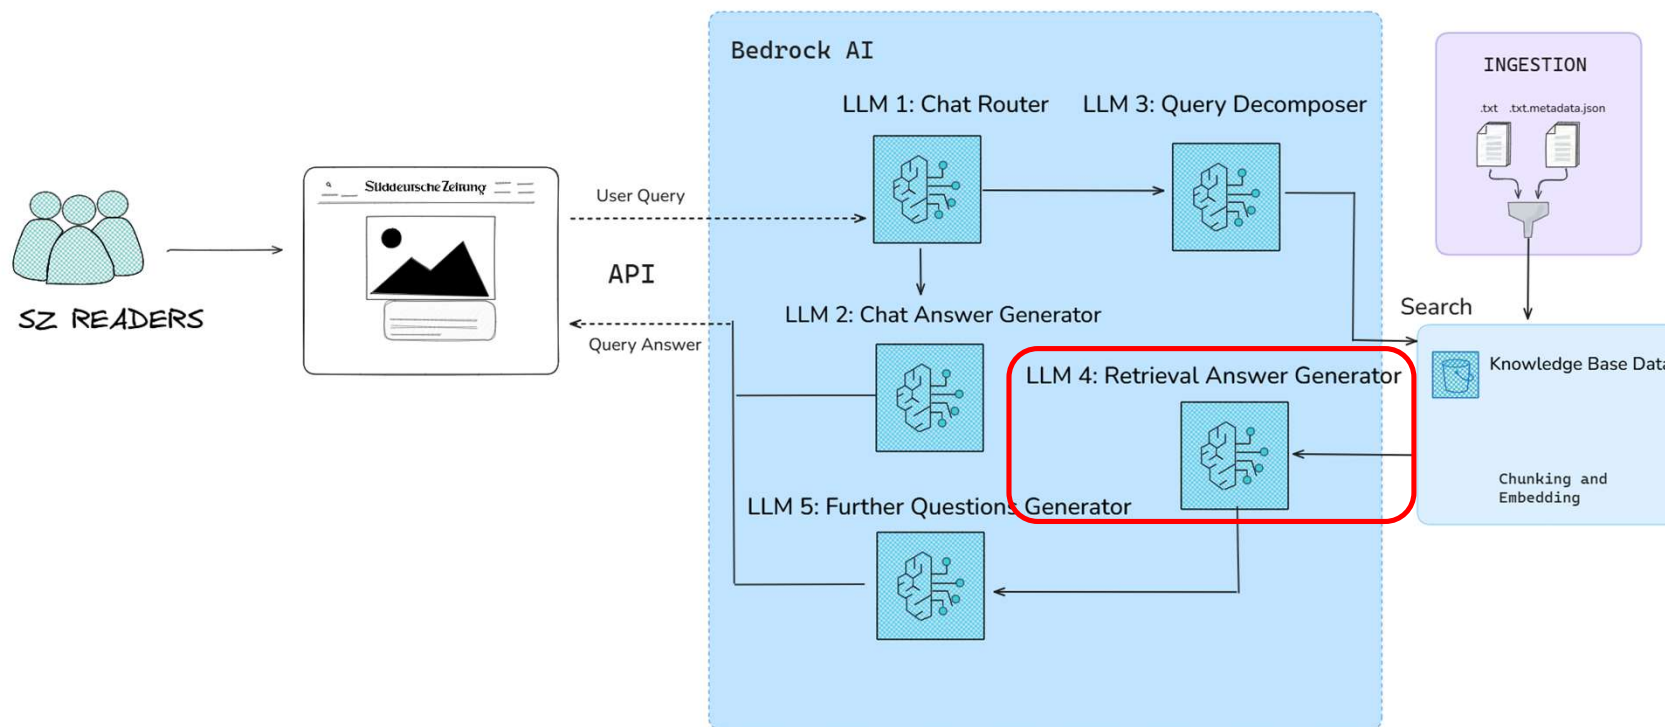 Bedrock AI
INGESTION
LLM 1: Chat Router
LLM 3: Query Decomposer
.txt
.txt.metadata.json
Süddeutsche Zeitung
User Query
API
SZ READERS
Search
LLM 2: Chat Answer Generator
Query Answer
Knowledge Base Data
LLM 4: Retrieval Answer Generator
Chunking and
Embedding
LLM 5: Further Questions Generator